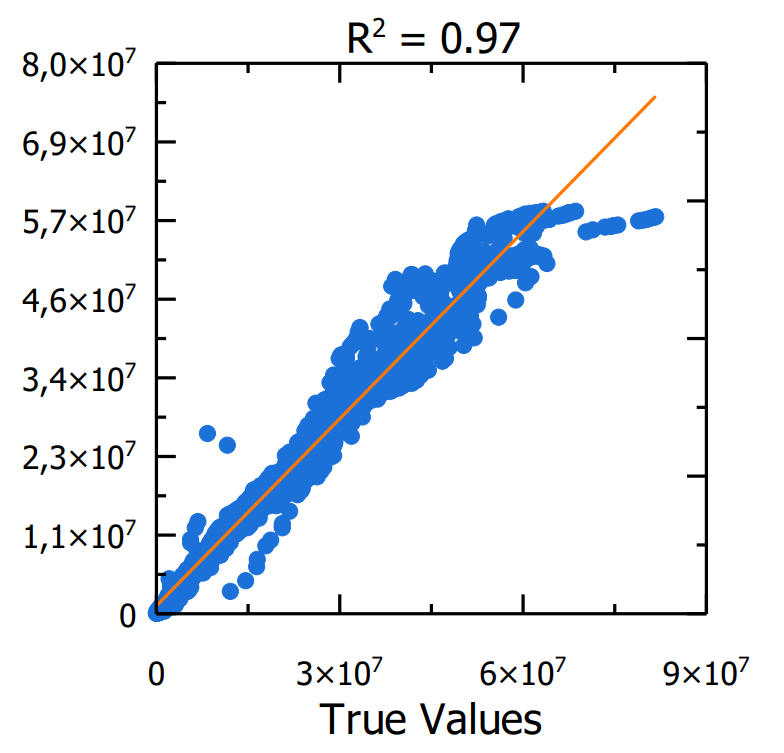 R² = 0.97
8,0×10⁷
6,9×10⁷
5,7×10⁷
4,6×10⁷
3,4×10⁷
2,3×10⁷
1,1×10⁷
0
0 3×10⁷ 6×10⁷ 9×10⁷
True Values